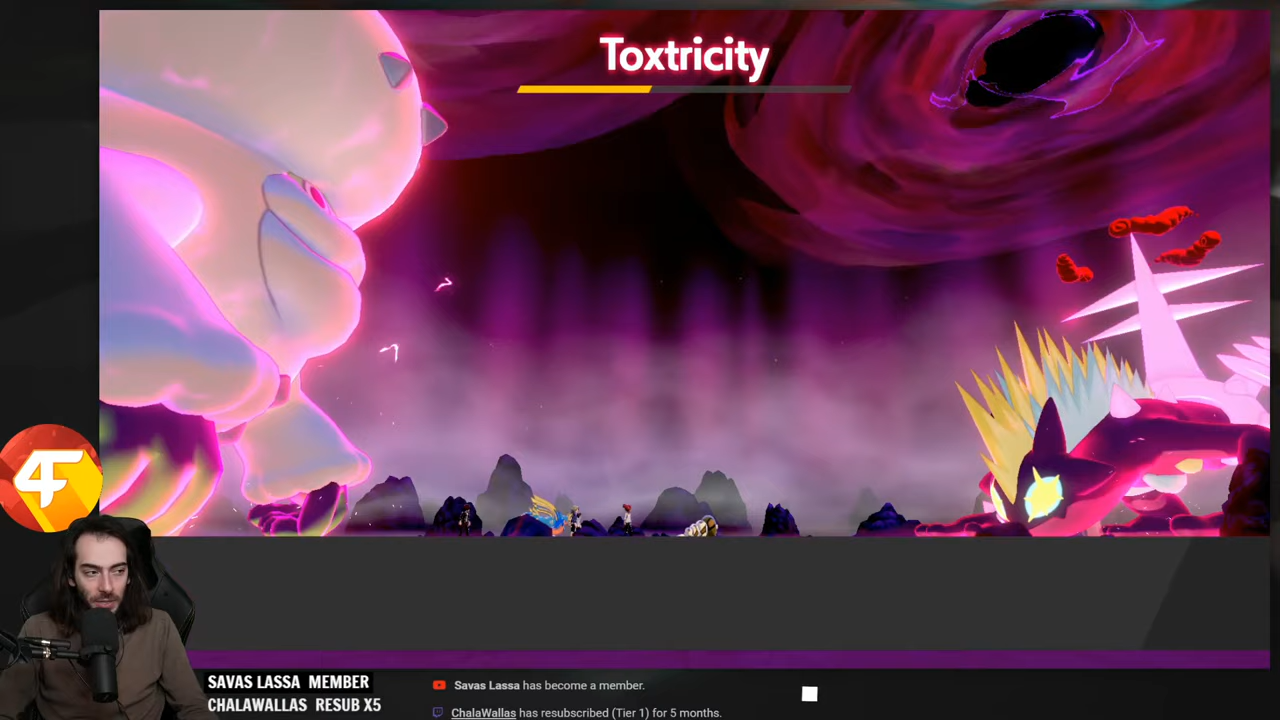 Toxtricity
4F
SAVAS LASSA MEMBER
CHALAWALLAS RESUB X5
Savas Lassa has become a member.
ChalaWallas has resubscribed (Tier 1) for 5 months.